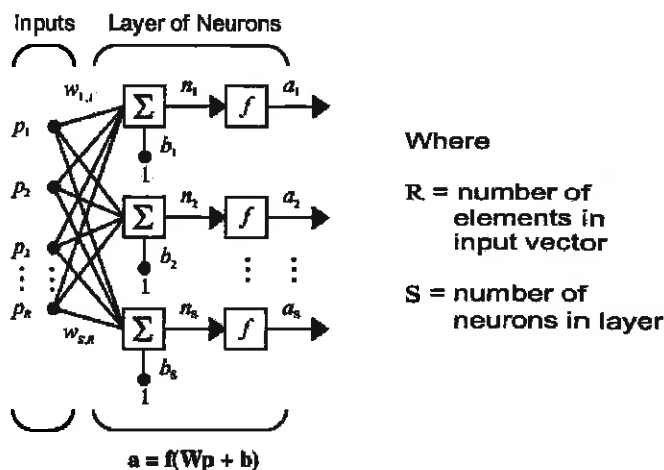 Inputs Layer of Neurons
w1,1 n1 a1
Σ f
p1
b1
1
p2
n2 a2
Σ f
p2
b2
1
pR
wS,R
nS aS
Σ f
bS
1
a = f(Wp + b)
Where
R = number of
elements in
input vector
S = number of
neurons in layer